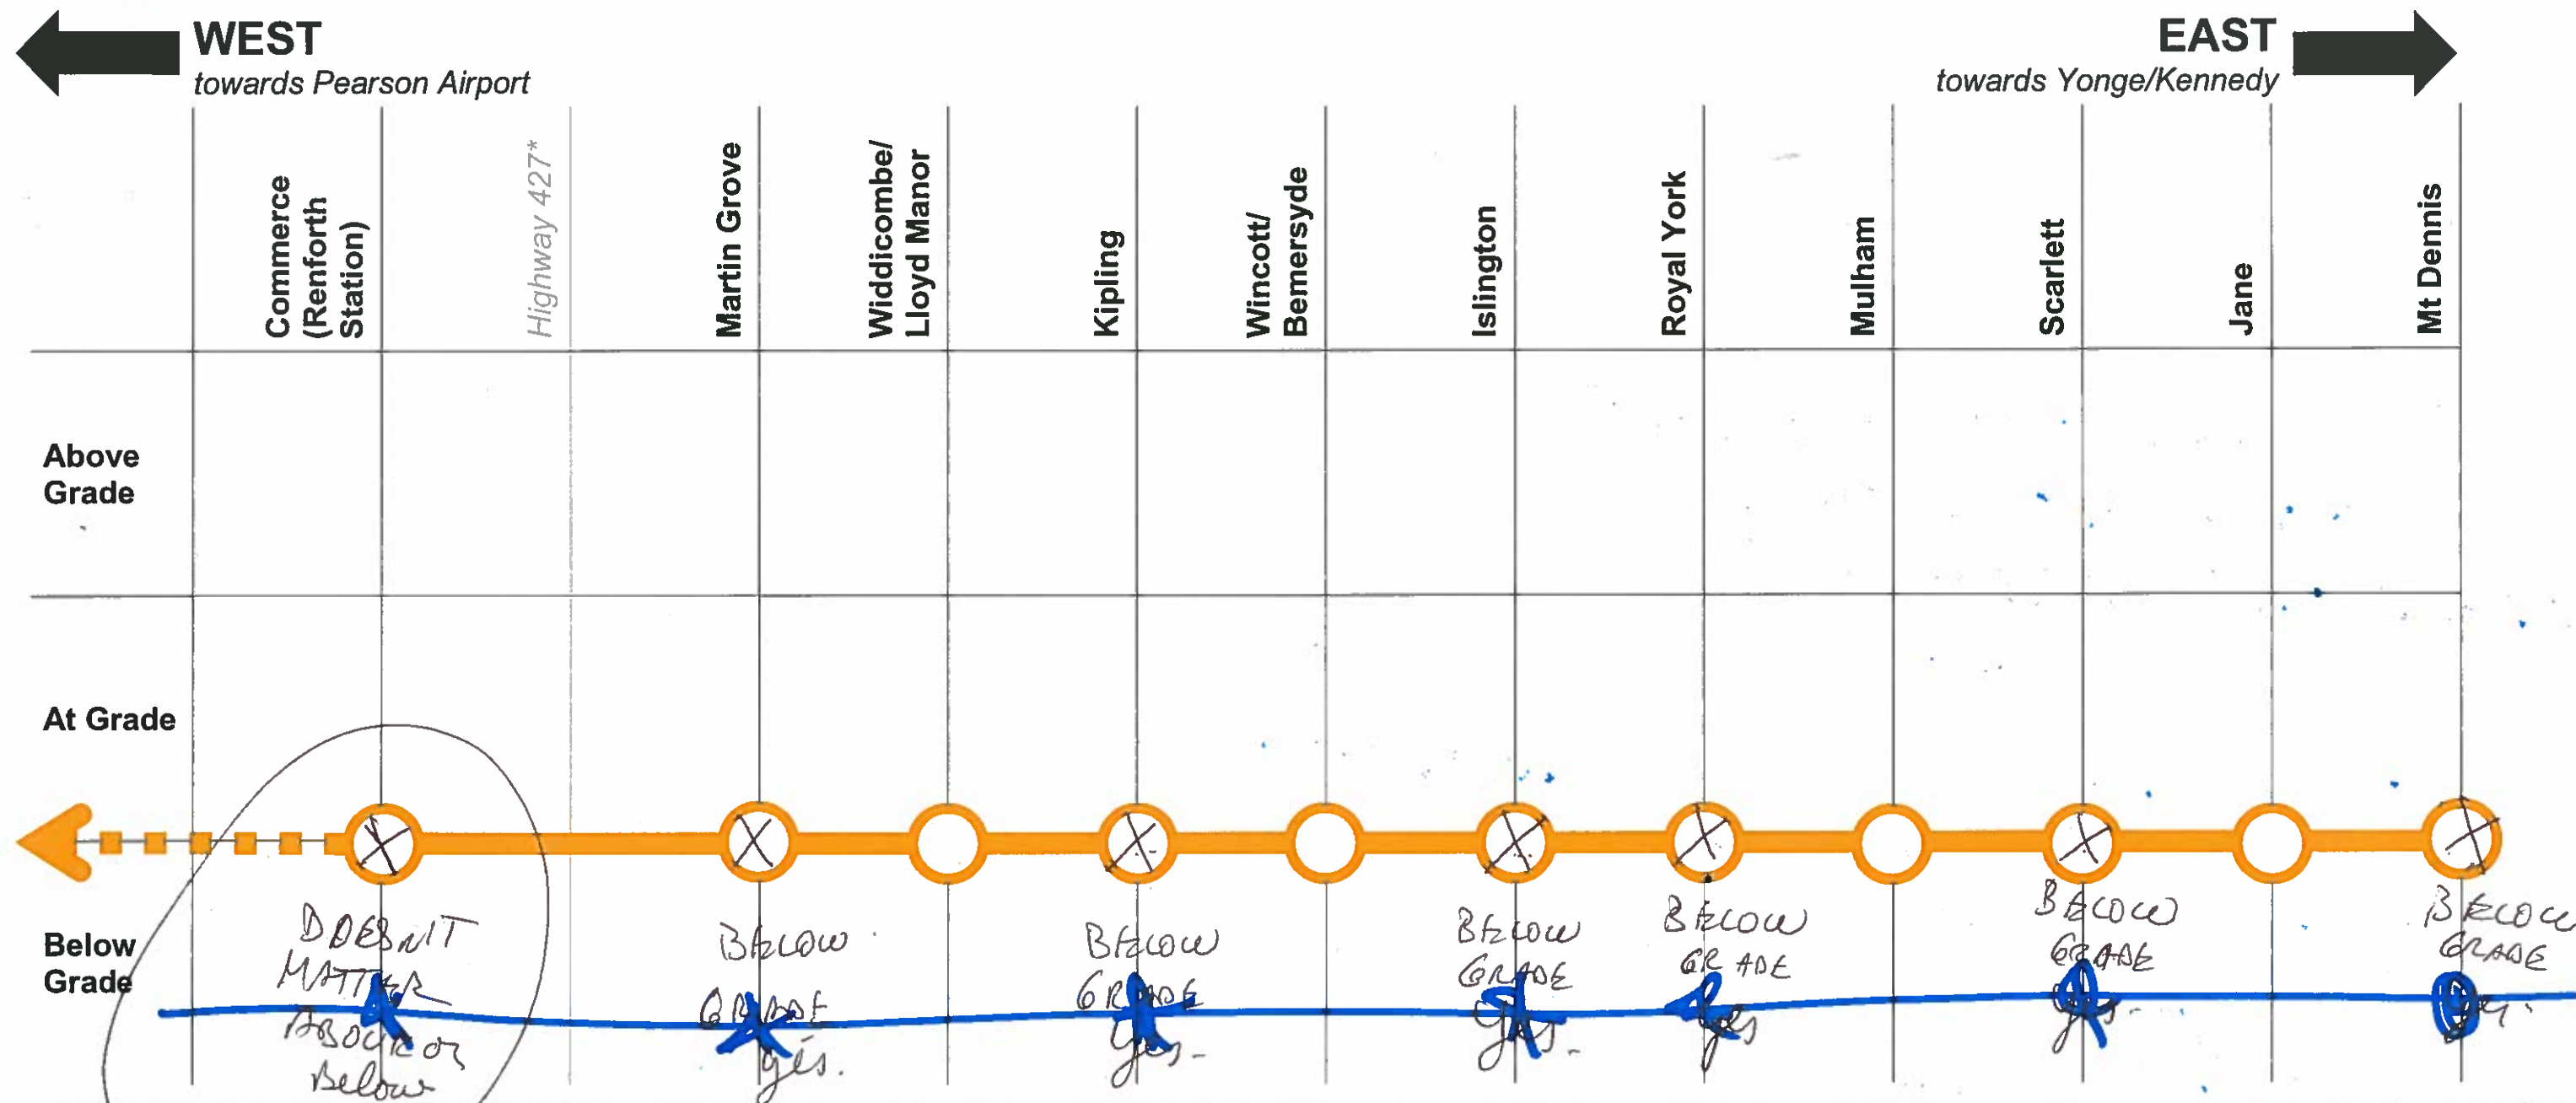 WEST
towards Pearson Airport
EAST
towards Yonge/Kennedy
Commerce
(Renforth
Station)
Highway 427*
Martin Grove
Widdicombe/
Lloyd Manor
Kipling
Wincott/
Bemersyde
Islington
Royal York
Mulham
Scarlett
Jane
Mt Dennis
Above
Grade
At Grade
Below
Grade
DOESN'T
MATTER
ABOVE or
Below
BELOW
GRADE
yes.
BELOW
GRADE
yes-
BELOW
GRADE
yes.-
BELOW
GRADE
yes
BELOW
GRADE
yes-
BELOW
GRADE